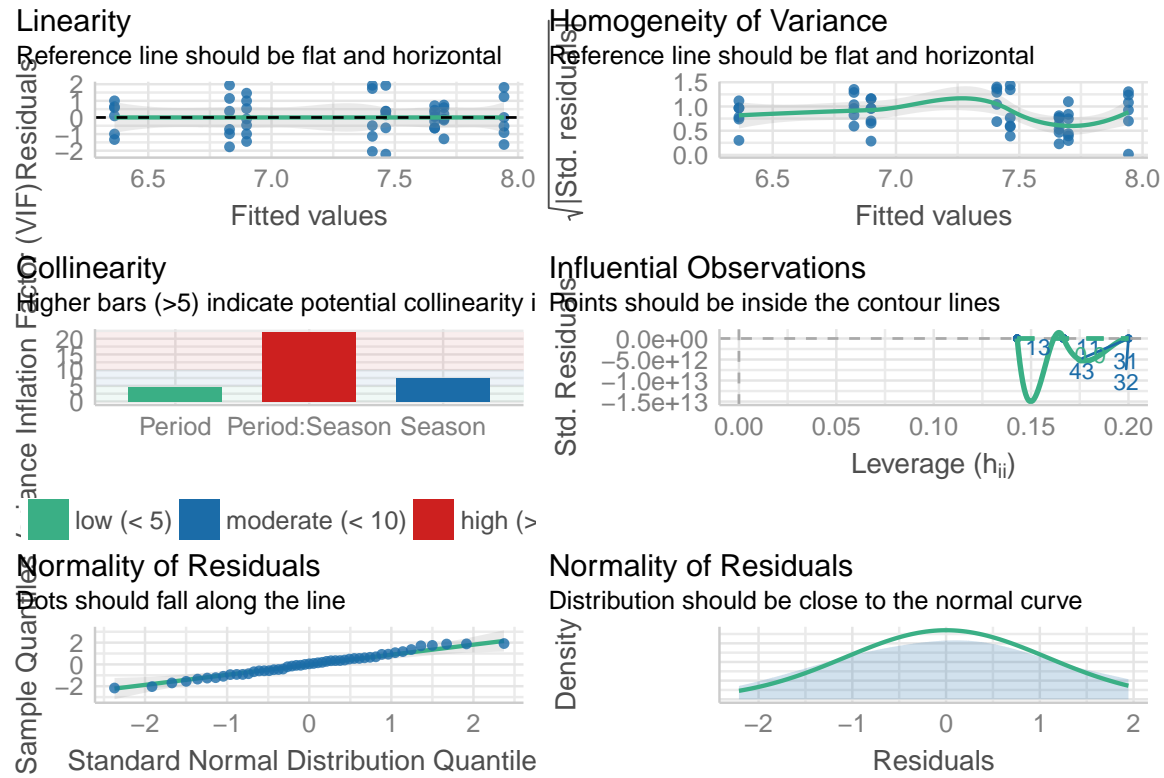 Linearity
Reference line should be flat and horizontal
Residuals
2
1
0
−1
−2
6.5 7.0 7.5 8.0
Fitted values
Homogeneity of Variance
Reference line should be flat and horizontal
√|Std. residuals|
1.5
1.0
0.5
0.0
6.5 7.0 7.5 8.0
Fitted values
Collinearity
Higher bars (>5) indicate potential collinearity i
Variance Inflation Factor (VIF)
20
15
10
5
0
Period Period:Season Season
low (< 5) moderate (< 10) high (>
Influential Observations
Points should be inside the contour lines
Std. Residuals
0.0e+00
−5.0e+12
−1.0e+13
−1.5e+13
13 11 31
43 32
0.00 0.05 0.10 0.15 0.20
Leverage (hii)
Normality of Residuals
Dots should fall along the line
Sample Quantiles
2
0
−2
−2 −1 0 1 2
Standard Normal Distribution Quantile
Normality of Residuals
Distribution should be close to the normal curve
Density
−2 −1 0 1 2
Residuals